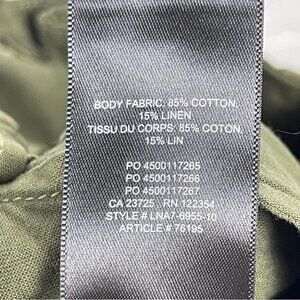 BODY FABRIC: 85% COTTON,
15% LINEN
TISSU DU CORPS: 85% COTON,
15% LIN
PO 4500117265
PO 4500117266
PO 4500117267
CA 23725 RN 122354
STYLE # LNA7-6955-10
ARTICLE # 76195